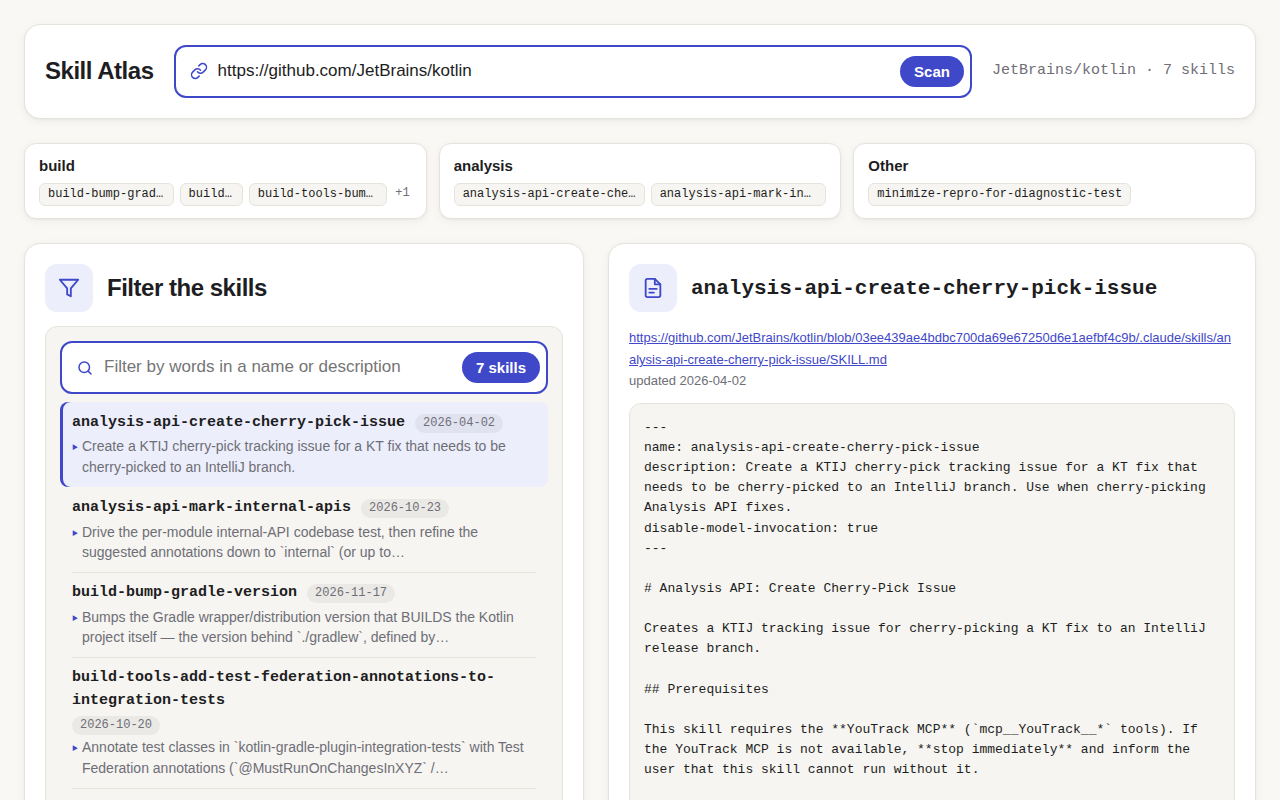 Skill Atlas
https://github.com/JetBrains/kotlin
Scan
JetBrains/kotlin · 7 skills
build
build-bump-grad… build… build-tools-bum… +1
analysis
analysis-api-create-che… analysis-api-mark-in…
Other
minimize-repro-for-diagnostic-test
Filter the skills
Filter by words in a name or description
7 skills
analysis-api-create-cherry-pick-issue 2026-04-02
▸ Create a KTIJ cherry-pick tracking issue for a KT fix that needs to be
cherry-picked to an IntelliJ branch.
analysis-api-mark-internal-apis 2026-10-23
▸ Drive the per-module internal-API codebase test, then refine the
suggested annotations down to `internal` (or up to…
build-bump-gradle-version 2026-11-17
▸ Bumps the Gradle wrapper/distribution version that BUILDS the Kotlin
project itself — the version behind `./gradlew`, defined by…
build-tools-add-test-federation-annotations-to-
integration-tests
2026-10-20
▸ Annotate test classes in `kotlin-gradle-plugin-integration-tests` with Test
Federation annotations (`@MustRunOnChangesInXYZ` /…
analysis-api-create-cherry-pick-issue
https://github.com/JetBrains/kotlin/blob/03ee439ae4bdbc700da69e67250d6e1aefbf4c9b/.claude/skills/an
alysis-api-create-cherry-pick-issue/SKILL.md
updated 2026-04-02
---
name: analysis-api-create-cherry-pick-issue
description: Create a KTIJ cherry-pick tracking issue for a KT fix that
needs to be cherry-picked to an IntelliJ branch. Use when cherry-picking
Analysis API fixes.
disable-model-invocation: true
---
# Analysis API: Create Cherry-Pick Issue
Creates a KTIJ tracking issue for cherry-picking a KT fix to an IntelliJ
release branch.
## Prerequisites
This skill requires the **YouTrack MCP** (`mcp__YouTrack__*` tools). If
the YouTrack MCP is not available, **stop immediately** and inform the
user that this skill cannot run without it.